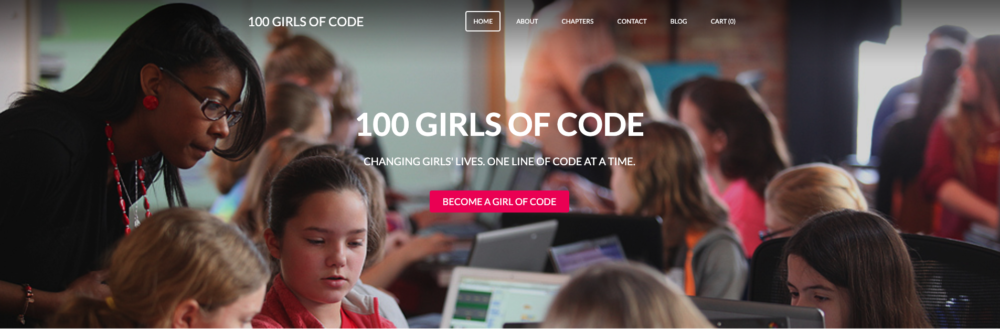 100 GIRLS OF CODE
HOME ABOUT CHAPTERS CONTACT BLOG CART (0)
100 GIRLS OF CODE
CHANGING GIRLS' LIVES. ONE LINE OF CODE AT A TIME.
BECOME A GIRL OF CODE